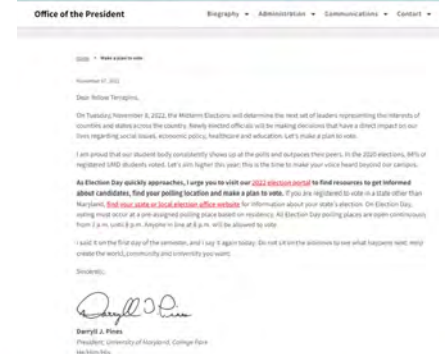 Office of the President
Biography Administration Communications Contact
Home Make a plan to vote
November 07, 2022
Dear Fellow Terrapins,
On Tuesday, November 8, 2022, the Midterm Elections will determine the next set of leaders representing the interests of
counties and states across the country. Newly elected officials will be making decisions that have a direct impact on our
lives regarding social issues, economic policy, healthcare and education. Let's make a plan to vote.
I am proud that our student body consistently shows up at the polls and outpaces their peers. In the 2020 elections, of
registered UMD students voted. Let's aim higher this year; this is the time to make your voice heard beyond our campus.
As Election Day quickly approaches, I urge you to visit our 2022 election portal to find resources to get informed
about candidates, find your polling location and make a plan to vote. If you are registered to vote in a state other than
Maryland, find your state or local election office website for information about your state's election. On Election Day,
voting must occur at a pre-assigned polling place based on residence. All Election Day polling places are open continuously
from 7 a.m. until 8 p.m. Anyone in line at 8 p.m. will be allowed to vote.
I said it on the first day of the semester, and I say it again today: Do not sit on the sidelines to see what happens next. Help
create the world, community and university you want.
Sincerely,
Darryll J. Pines
Darryll J. Pines
President, University of Maryland, College Park
He/Him/His